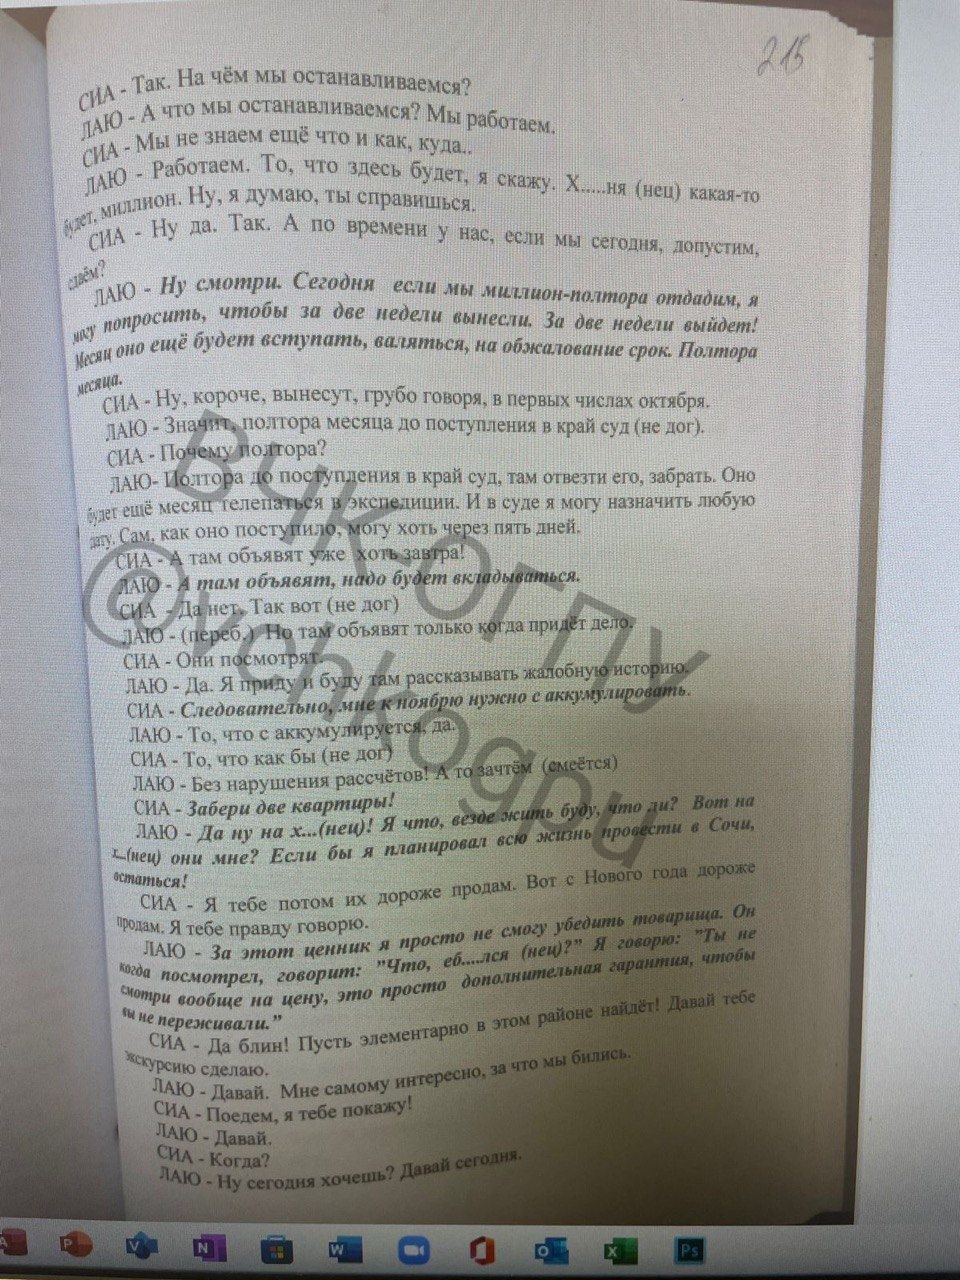 215
СИА - Так. На чём мы останавливаемся?
ЛАЮ - А что мы останавливаемся? Мы работаем.
СИА - Мы не знаем ещё что и как, куда..
ЛАЮ - Работаем. То, что здесь будет, я скажу. Х.....ня (нец) какая-то
будет, миллион. Ну, я думаю, ты справишься.
СИА - Ну да. Так. А по времени у нас, если мы сегодня, допустим,
сдаём?
ЛАЮ - Ну смотри. Сегодня если мы миллион-полтора отдадим, я
могу попросить, чтобы за две недели вынесли. За две недели выйдет!
Месяц оно ещё будет вступать, валяться, на обжалование срок. Полтора
месяца.
СИА - Ну, короче, вынесут, грубо говоря, в первых числах октября.
ЛАЮ - Значит, полтора месяца до поступления в край суд (не дог).
СИА - Почему полтора?
ЛАЮ- Полтора до поступления в край суд, там отвезти его, забрать. Оно
будет ещё месяц телепаться в экспедиции. И в суде я могу назначить любую
дату. Сам, как оно поступило, могу хоть через пять дней.
СИА - А там объявят уже хоть завтра!
ЛАЮ - А там объявят, надо будет вкладываться.
СИА - Да нет. Так вот (не дог)
ЛАЮ - (переб.) Но там объявят только когда придёт дело.
СИА - Они посмотрят.
ЛАЮ - Да. Я приду и буду там рассказывать жалобную историю.
СИА - Следовательно, мне к ноябрю нужно с аккумулировать.
ЛАЮ - То, что с аккумулируется, да.
СИА - То, что как бы (не дог)
ЛАЮ - Без нарушения рассчётов! А то зачтём (смеётся)
СИА - Забери две квартиры!
ЛАЮ - Да ну на х...(нец)! Я что, везде жить буду, что ли? Вот на
х...(нец) они мне? Если бы я планировал всю жизнь провести в Сочи,
остаться!
СИА - Я тебе потом их дороже продам. Вот с Нового года дороже
продам. Я тебе правду говорю.
ЛАЮ - За этот ценник я просто не смогу убедить товарища. Он
когда посмотрел, говорит: "Что, еб.....лся (нец)?" Я говорю: "Ты не
смотри вообще на цену, это просто дополнительная гарантия, чтобы
вы не переживали."
СИА - Да блин! Пусть элементарно в этом районе найдёт! Давай тебе
экскурсию сделаю.
ЛАЮ - Давай. Мне самому интересно, за что мы бились.
СИА - Поедем, я тебе покажу!
ЛАЮ - Давай.
СИА - Когда?
ЛАЮ - Ну сегодня хочешь? Давай сегодня.
ВЧК-ОГПУ
@vchkogpu